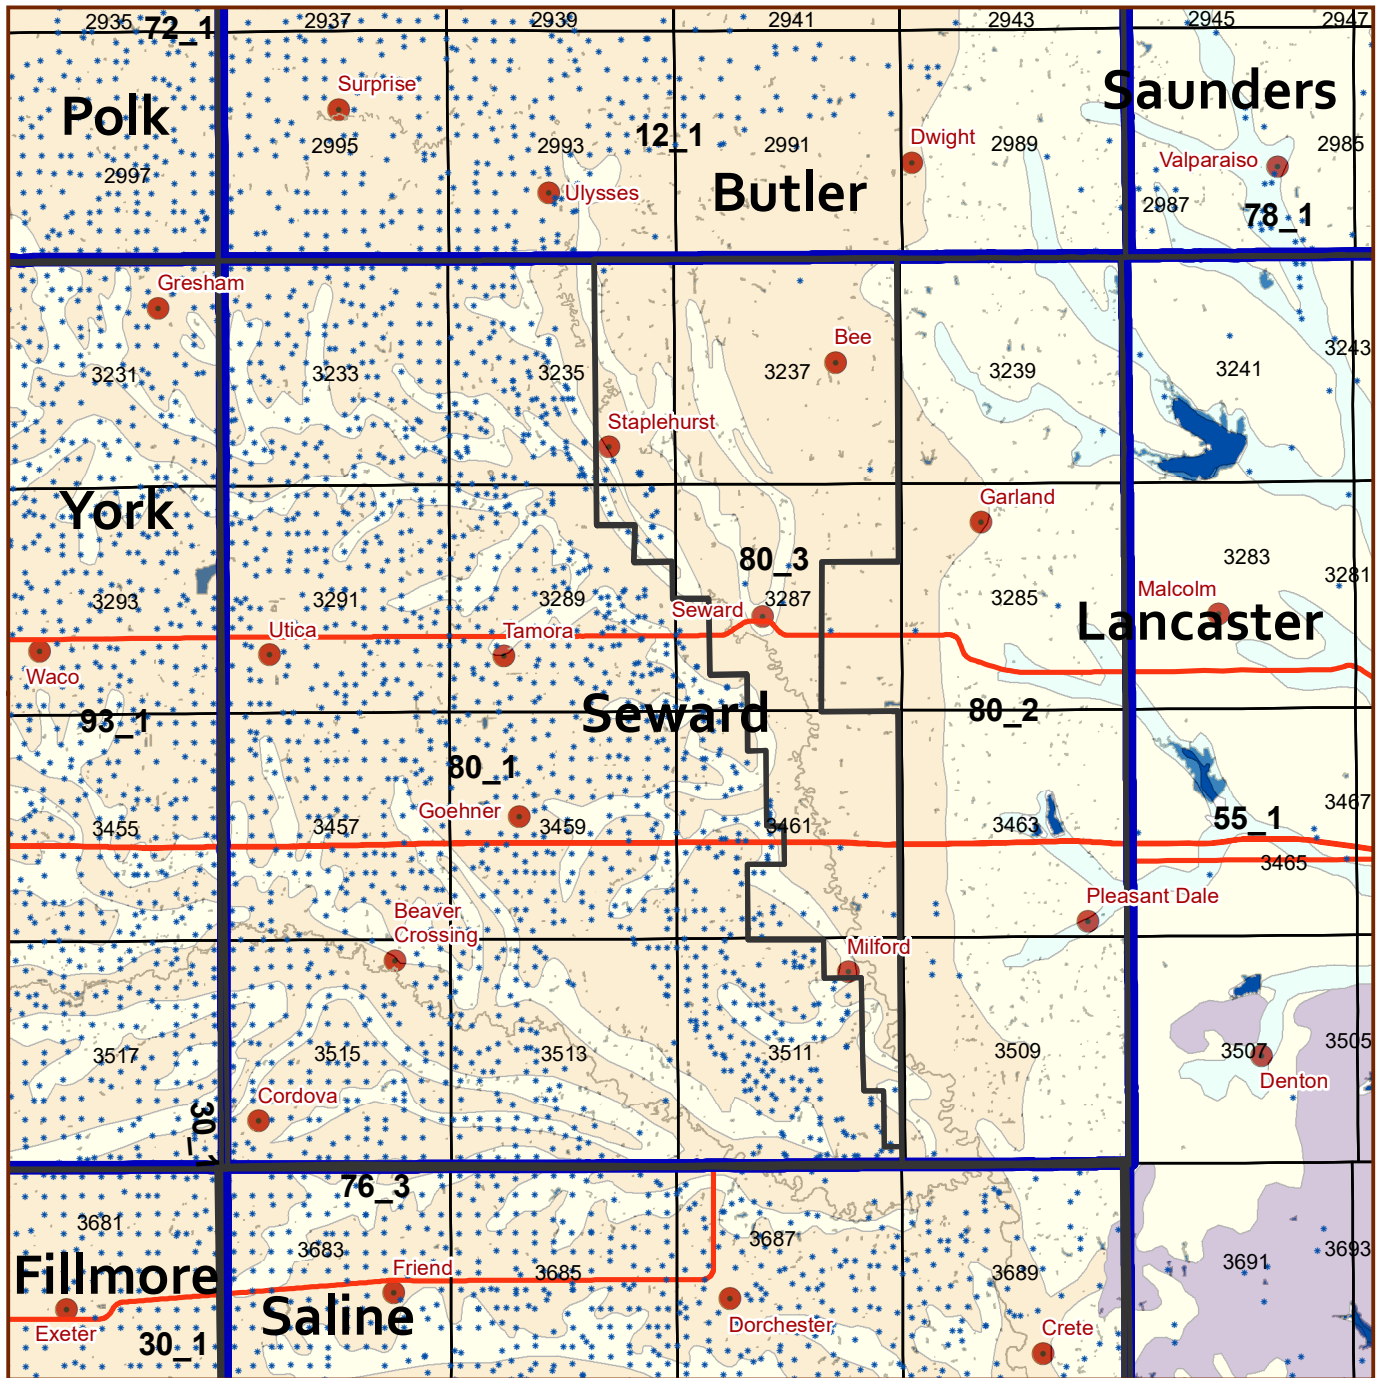 2935
72_1
2937
2939
2941
2943
2945
2947
Surprise
Saunders
Polk
2995
2993
12_1
2991
Dwight
2989
2985
Valparaiso
2997
Ulysses
Butler
2987
78_1
Gresham
Bee
3243
3231
3233
3235
3237
3239
3241
Staplehurst
Garland
York
80_3
3283
3281
3293
3291
3289
Seward
3287
3285
Malcolm
Lancaster
Utica
Tamora
Waco
93_1
Seward
80_2
80_1
Goehner
3467
55_1
3455
3457
3459
3461
3463
3465
Pleasant Dale
Beaver
Crossing
Milford
3517
3515
3513
3511
3509
3507
3505
Denton
Cordova
30_1
76_3
3681
3683
3687
3691
3693
Fillmore
Friend
3685
3689
Saline
Exeter
30_1
Dorchester
Crete